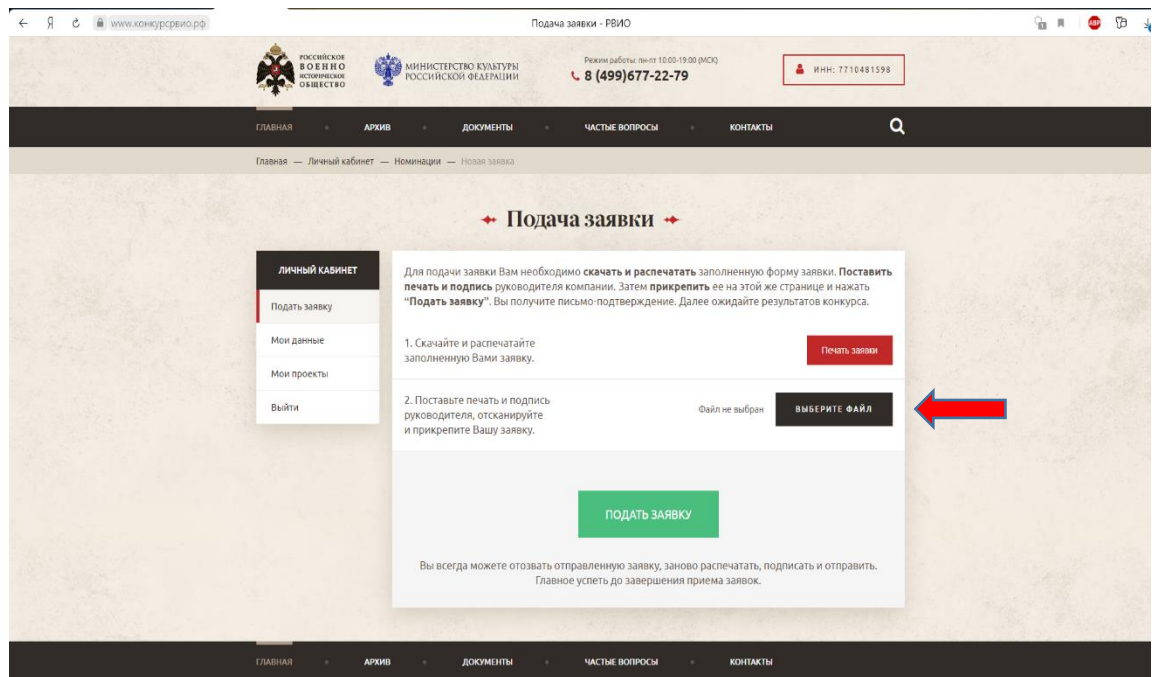 www.конкурсрвио.рф
Подача заявки - РВИО
ABP
РОССИЙСКОЕ
ВОЕННО
ИСТОРИЧЕСКОЕ
ОБЩЕСТВО
МИНИСТЕРСТВО КУЛЬТУРЫ
РОССИЙСКОЙ ФЕДЕРАЦИИ
Режим работы: пн-пт 10:00-19:00 (МСК)
8 (499)677-22-79
ИНН: 7710481598
ГЛАВНАЯ АРХИВ ДОКУМЕНТЫ ЧАСТЫЕ ВОПРОСЫ КОНТАКТЫ
Главная — Личный кабинет — Номинации — Новая заявка
Подача заявки
ЛИЧНЫЙ КАБИНЕТ
Подать заявку
Мои данные
Мои проекты
Выйти
Для подачи заявки Вам необходимо скачать и распечатать заполненную форму заявки. Поставить
печать и подпись руководителя компании. Затем прикрепить ее на этой же странице и нажать
“Подать заявку”. Вы получите письмо-подтверждение. Далее ожидайте результатов конкурса.
1. Скачайте и распечатайте
заполненную Вами заявку.
Печать заявки
2. Поставьте печать и подпись
руководителя, отсканируйте
и прикрепите Вашу заявку.
Файл не выбран
ВЫБЕРИТЕ ФАЙЛ
ПОДАТЬ ЗАЯВКУ
Вы всегда можете отозвать отправленную заявку, заново распечатать, подписать и отправить.
Главное успеть до завершения приема заявок.
ГЛАВНАЯ АРХИВ ДОКУМЕНТЫ ЧАСТЫЕ ВОПРОСЫ КОНТАКТЫ